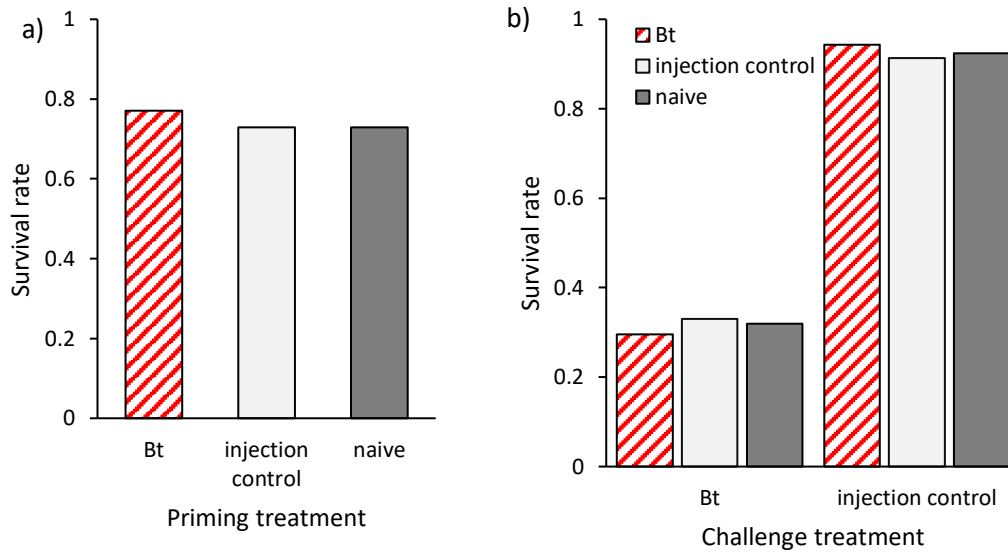 a)
Survival rate
1
0.8
0.6
0.4
0.2
0
Bt
injection
control
naive
Priming treatment
b)
Survival rate
1
0.8
0.6
0.4
0.2
0
Bt
injection control
naive
Bt
injection control
Challenge treatment